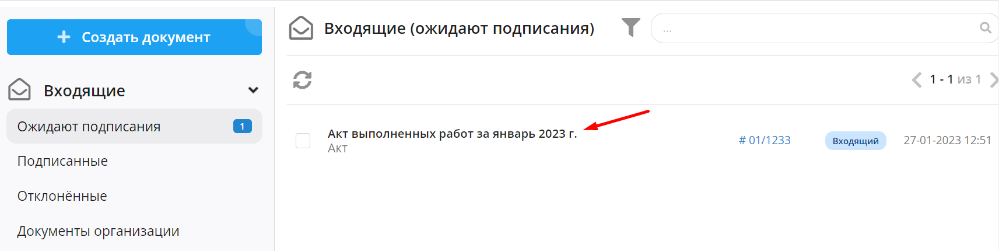 Создать документ
Входящие
Ожидают подписания 1
Подписанные
Отклонённые
Документы организации
Входящие (ожидают подписания)
...
1 - 1 из 1
Акт выполненных работ за январь 2023 г.
Акт
# 01/1233
Входящий
27-01-2023 12:51